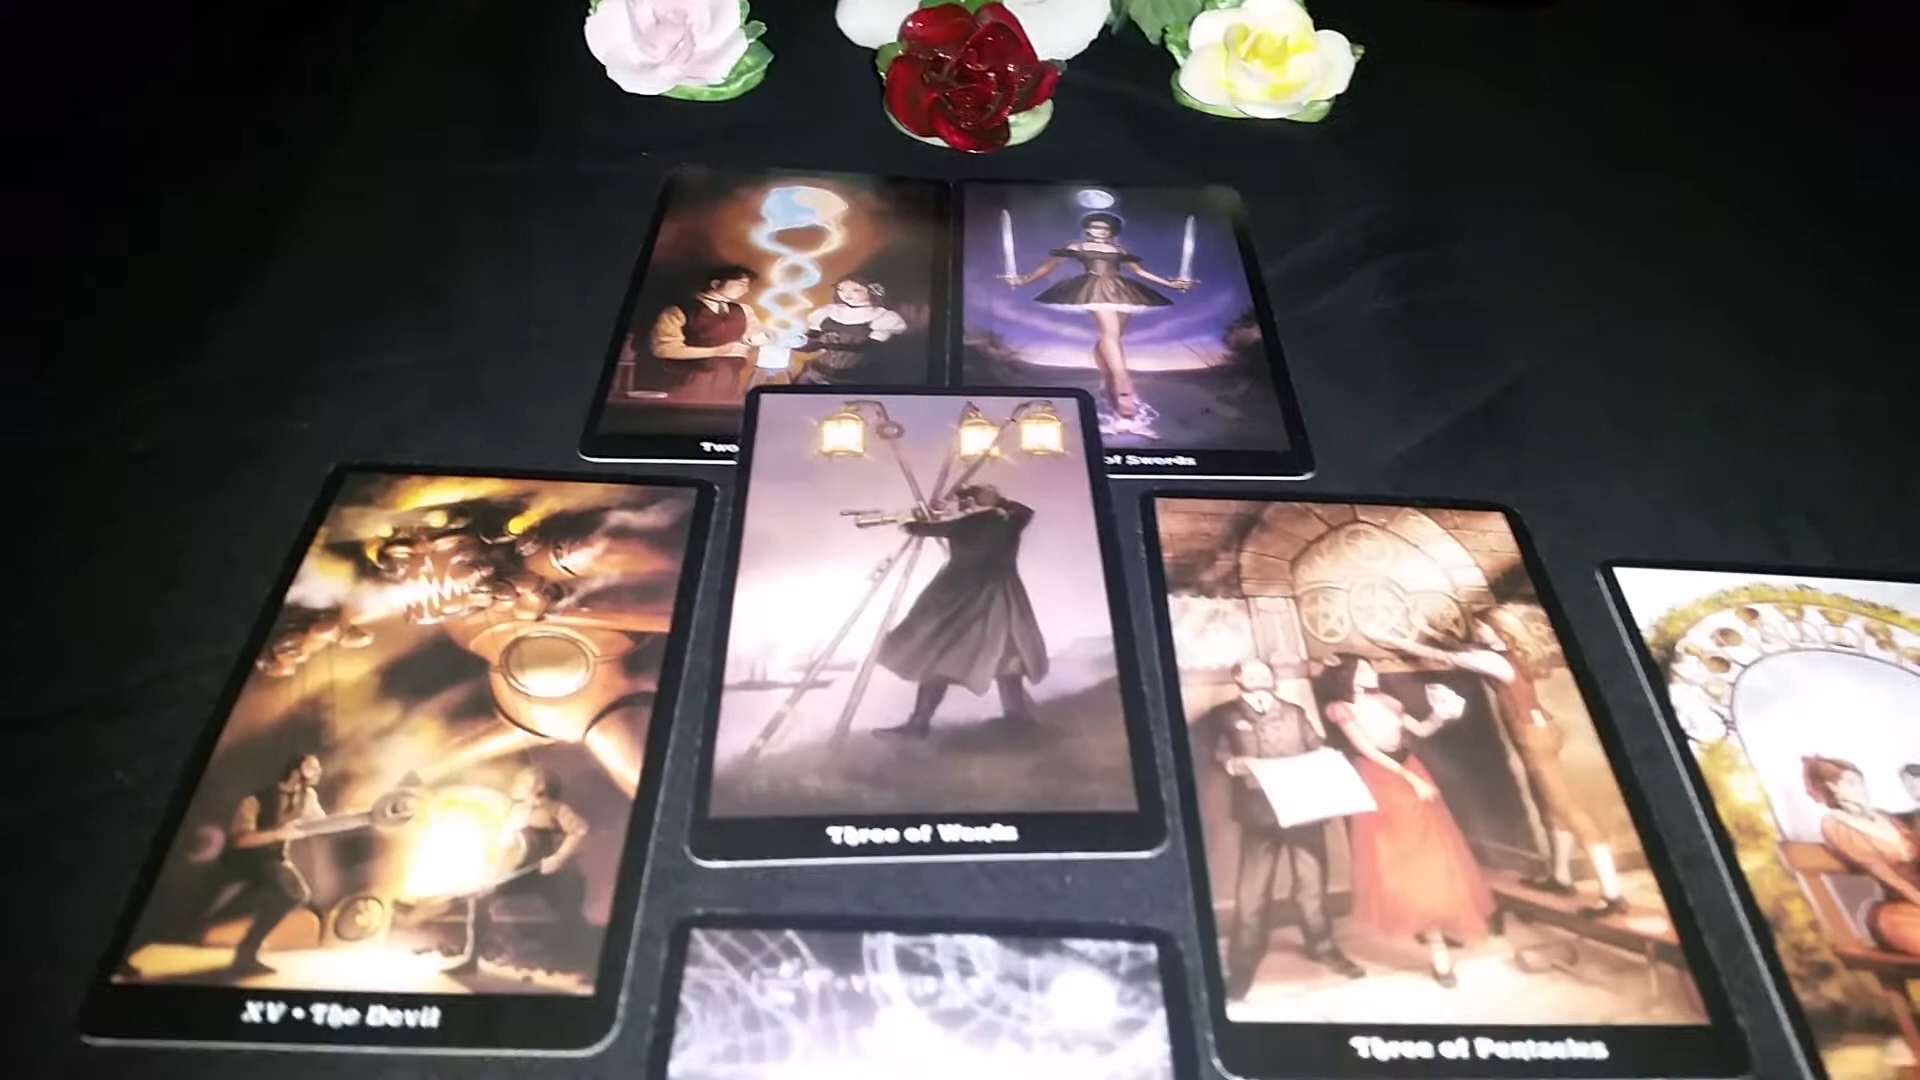 Two
of Swords
Three of Wands
XV • The Devil
Three of Pentacles